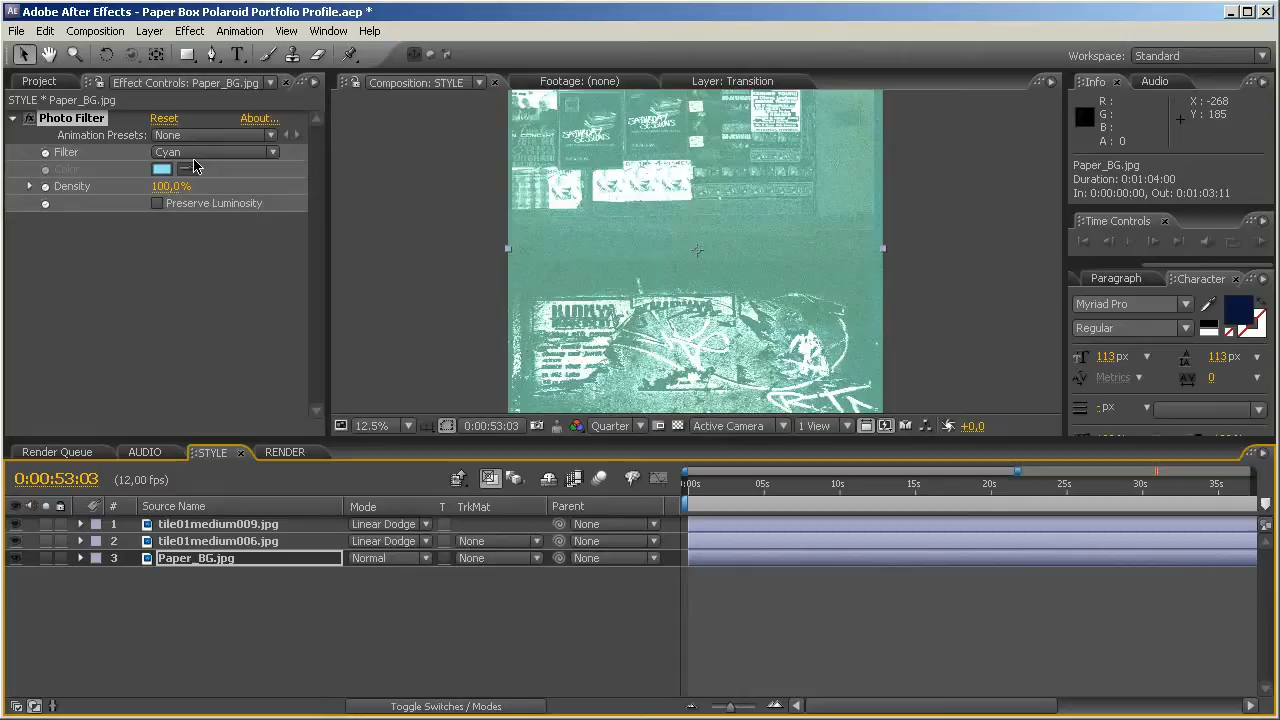 Adobe After Effects - Paper Box Polaroid Portfolio Profile.aep *
File Edit Composition Layer Effect Animation View Window Help
Workspace: Standard
Project Effect Controls: Paper_BG.jpg Composition: STYLE Footage: (none) Layer: Transition Info Audio
STYLE * Paper_BG.jpg
Photo Filter Reset About...
Animation Presets: None
Filter Cyan
Color
Density 100,0%
Preserve Luminosity
R :
G :
B :
A : 0
X : -268
Paper_BG.jpg
Duration: 0:01:04:00
In: 0:00:00:00, Out: 0:01:03:11
Time Controls
Paragraph Character
Myriad Pro
Regular
113 px 113 px
Metrics 0
- px
12.5% 0:00:53:03 Quarter Active Camera 1 View +0,0
Render Queue AUDIO STYLE RENDER
0:00:53:03 (12,00 fps)
:00s 05s 10s 15s 20s 25s 30s 35s
# Source Name Mode T TrkMat Parent
1 tile01medium009.jpg Linear Dodge None
2 tile01medium006.jpg Linear Dodge None None
3 Paper_BG.jpg Normal None None
Toggle Switches / Modes